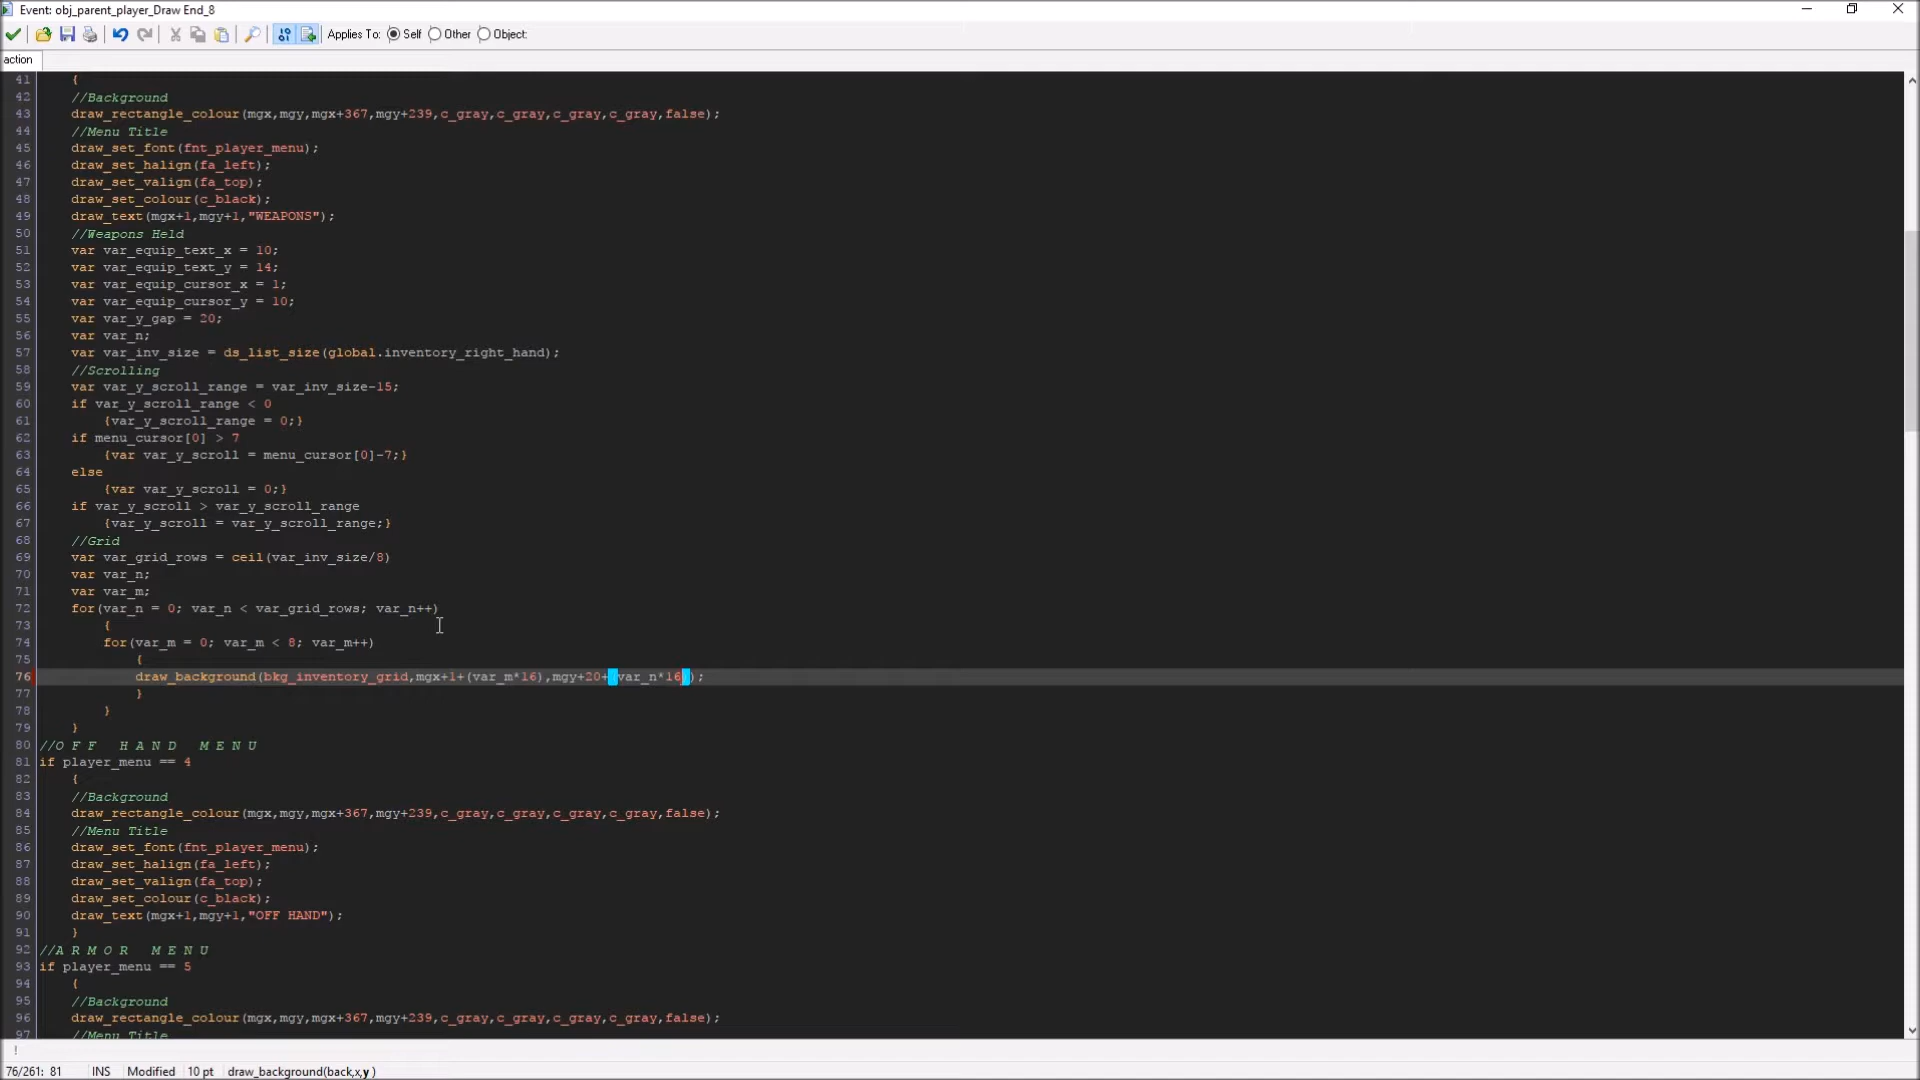 Event: obj_parent_player_Draw End_8
Applies To: Self Other Object:
action
41 {
42 //Background
43 draw_rectangle_colour(mgx,mgy,mgx+367,mgy+239,c_gray,c_gray,c_gray,c_gray,false);
44 //Menu Title
45 draw_set_font(fnt_player_menu);
46 draw_set_halign(fa_left);
47 draw_set_valign(fa_top);
48 draw_set_colour(c_black);
49 draw_text(mgx+1,mgy+1,"WEAPONS");
50 //Weapons Held
51 var var_equip_text_x = 10;
52 var var_equip_text_y = 14;
53 var var_equip_cursor_x = 1;
54 var var_equip_cursor_y = 10;
55 var var_y_gap = 20;
56 var var_n;
57 var var_inv_size = ds_list_size(global.inventory_right_hand);
58 //Scrolling
59 var var_y_scroll_range = var_inv_size-15;
60 if var_y_scroll_range < 0
61 {var_y_scroll_range = 0;}
62 if menu_cursor[0] > 7
63 {var var_y_scroll = menu_cursor[0]-7;}
64 else
65 {var var_y_scroll = 0;}
66 if var_y_scroll > var_y_scroll_range
67 {var_y_scroll = var_y_scroll_range;}
68 //Grid
69 var var_grid_rows = ceil(var_inv_size/8)
70 var var_n;
71 var var_m;
72 for(var_n = 0; var_n < var_grid_rows; var_n++)
73 {
74 for(var_m = 0; var_m < 8; var_m++)
75 {
76 draw_background(bkg_inventory_grid,mgx+1+(var_m*16),mgy+20+(var_n*16));
77 }
78 }
79 }
80 //O F F H A N D M E N U
81 if player_menu == 4
82 {
83 //Background
84 draw_rectangle_colour(mgx,mgy,mgx+367,mgy+239,c_gray,c_gray,c_gray,c_gray,false);
85 //Menu Title
86 draw_set_font(fnt_player_menu);
87 draw_set_halign(fa_left);
88 draw_set_valign(fa_top);
89 draw_set_colour(c_black);
90 draw_text(mgx+1,mgy+1,"OFF HAND");
91 }
92 //A R M O R M E N U
93 if player_menu == 5
94 {
95 //Background
96 draw_rectangle_colour(mgx,mgy,mgx+367,mgy+239,c_gray,c_gray,c_gray,c_gray,false);
97 //Menu Title
!
76/261: 81 INS Modified 10 pt draw_background(back,x,y )